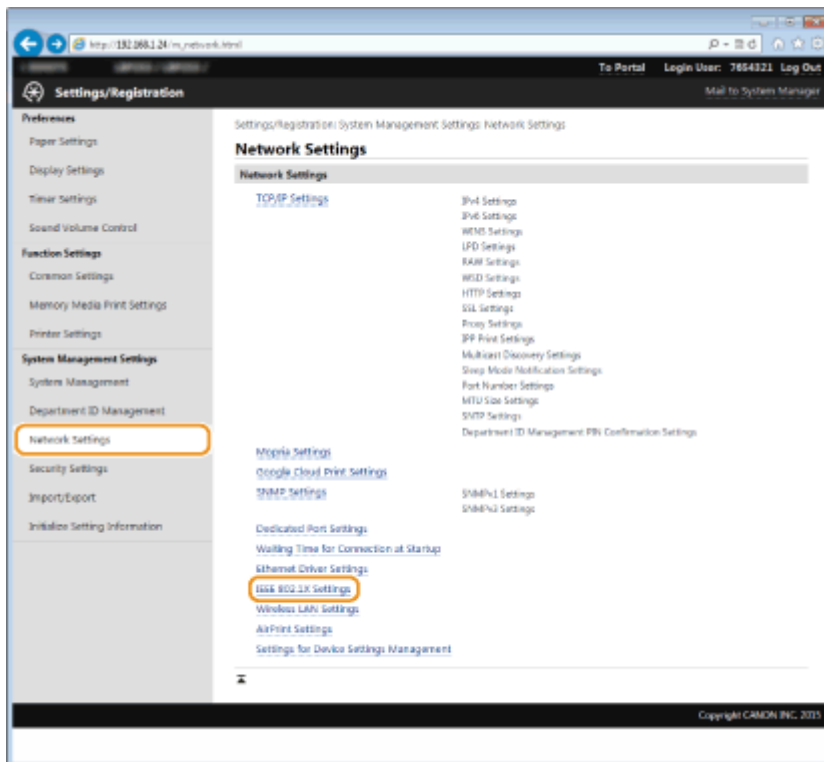 http://192.168.1.24/m_network.html
To Portal Login User: 7654321 Log Out
Settings/Registration
Mail to System Manager
Preferences
Paper Settings
Display Settings
Timer Settings
Sound Volume Control
Function Settings
Common Settings
Memory Media Print Settings
Printer Settings
System Management Settings
System Management
Department ID Management
Network Settings
Security Settings
Import/Export
Initialize Setting Information
Settings/Registration: System Management Settings: Network Settings
Network Settings
Network Settings
TCP/IP Settings
IPv4 Settings
IPv6 Settings
WINS Settings
LPD Settings
RAW Settings
WSD Settings
HTTP Settings
SSL Settings
Proxy Settings
IPP Print Settings
Multicast Discovery Settings
Sleep Mode Notification Settings
Port Number Settings
MTU Size Settings
SNTP Settings
Department ID Management PIN Confirmation Settings
Mopria Settings
Google Cloud Print Settings
SNMP Settings
SNMPv1 Settings
SNMPv3 Settings
Dedicated Port Settings
Waiting Time for Connection at Startup
Ethernet Driver Settings
IEEE 802.1X Settings
Wireless LAN Settings
AirPrint Settings
Settings for Device Settings Management
Copyright CANON INC. 2015